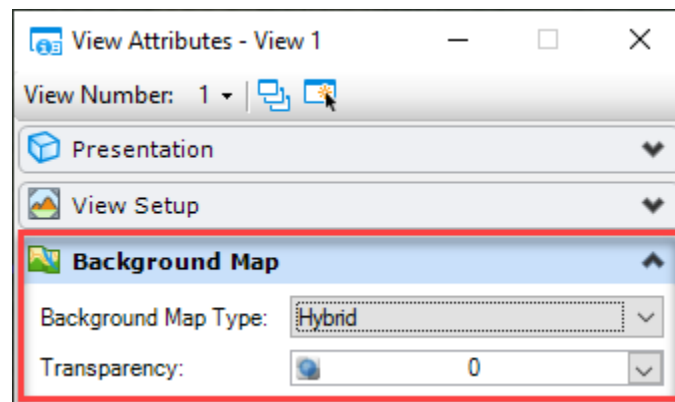 View Attributes - View 1
View Number: 1
Presentation
View Setup
Background Map
Background Map Type: Hybrid
Transparency: 0